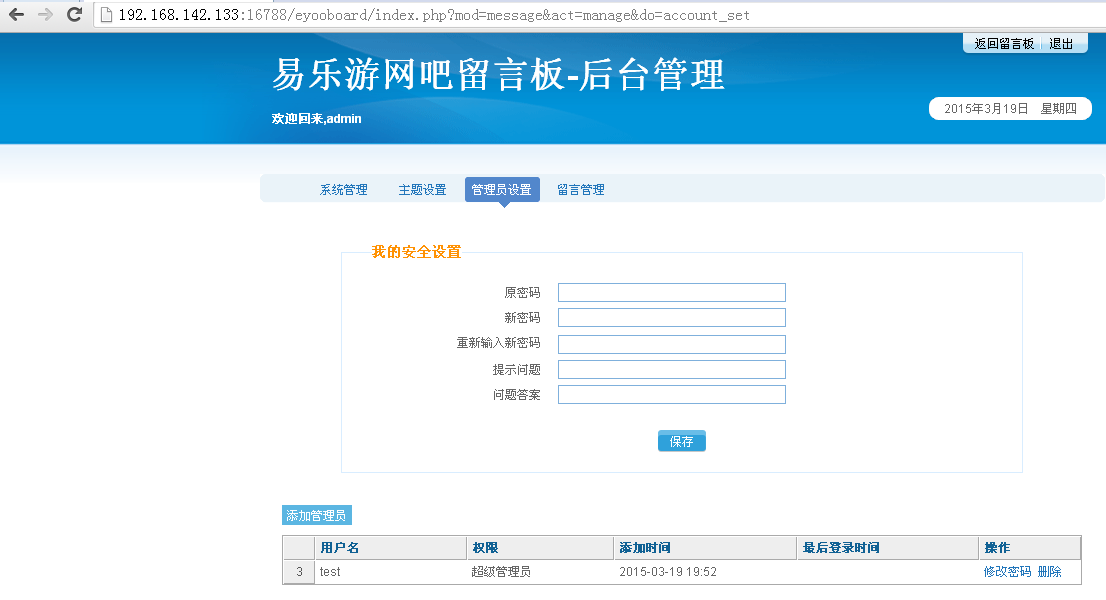 192.168.142.133:16788/eyooboard/index.php?mod=message&act=manage&do=account_set
返回留言板 退出
易乐游网吧留言板-后台管理
2015年3月19日 星期四
欢迎回来,admin
系统管理 主题设置 管理员设置 留言管理
我的安全设置
原密码
新密码
重新输入新密码
提示问题
问题答案
保存
添加管理员
用户名 权限 添加时间 最后登录时间 操作
3 test 超级管理员 2015-03-19 19:52 修改密码 删除